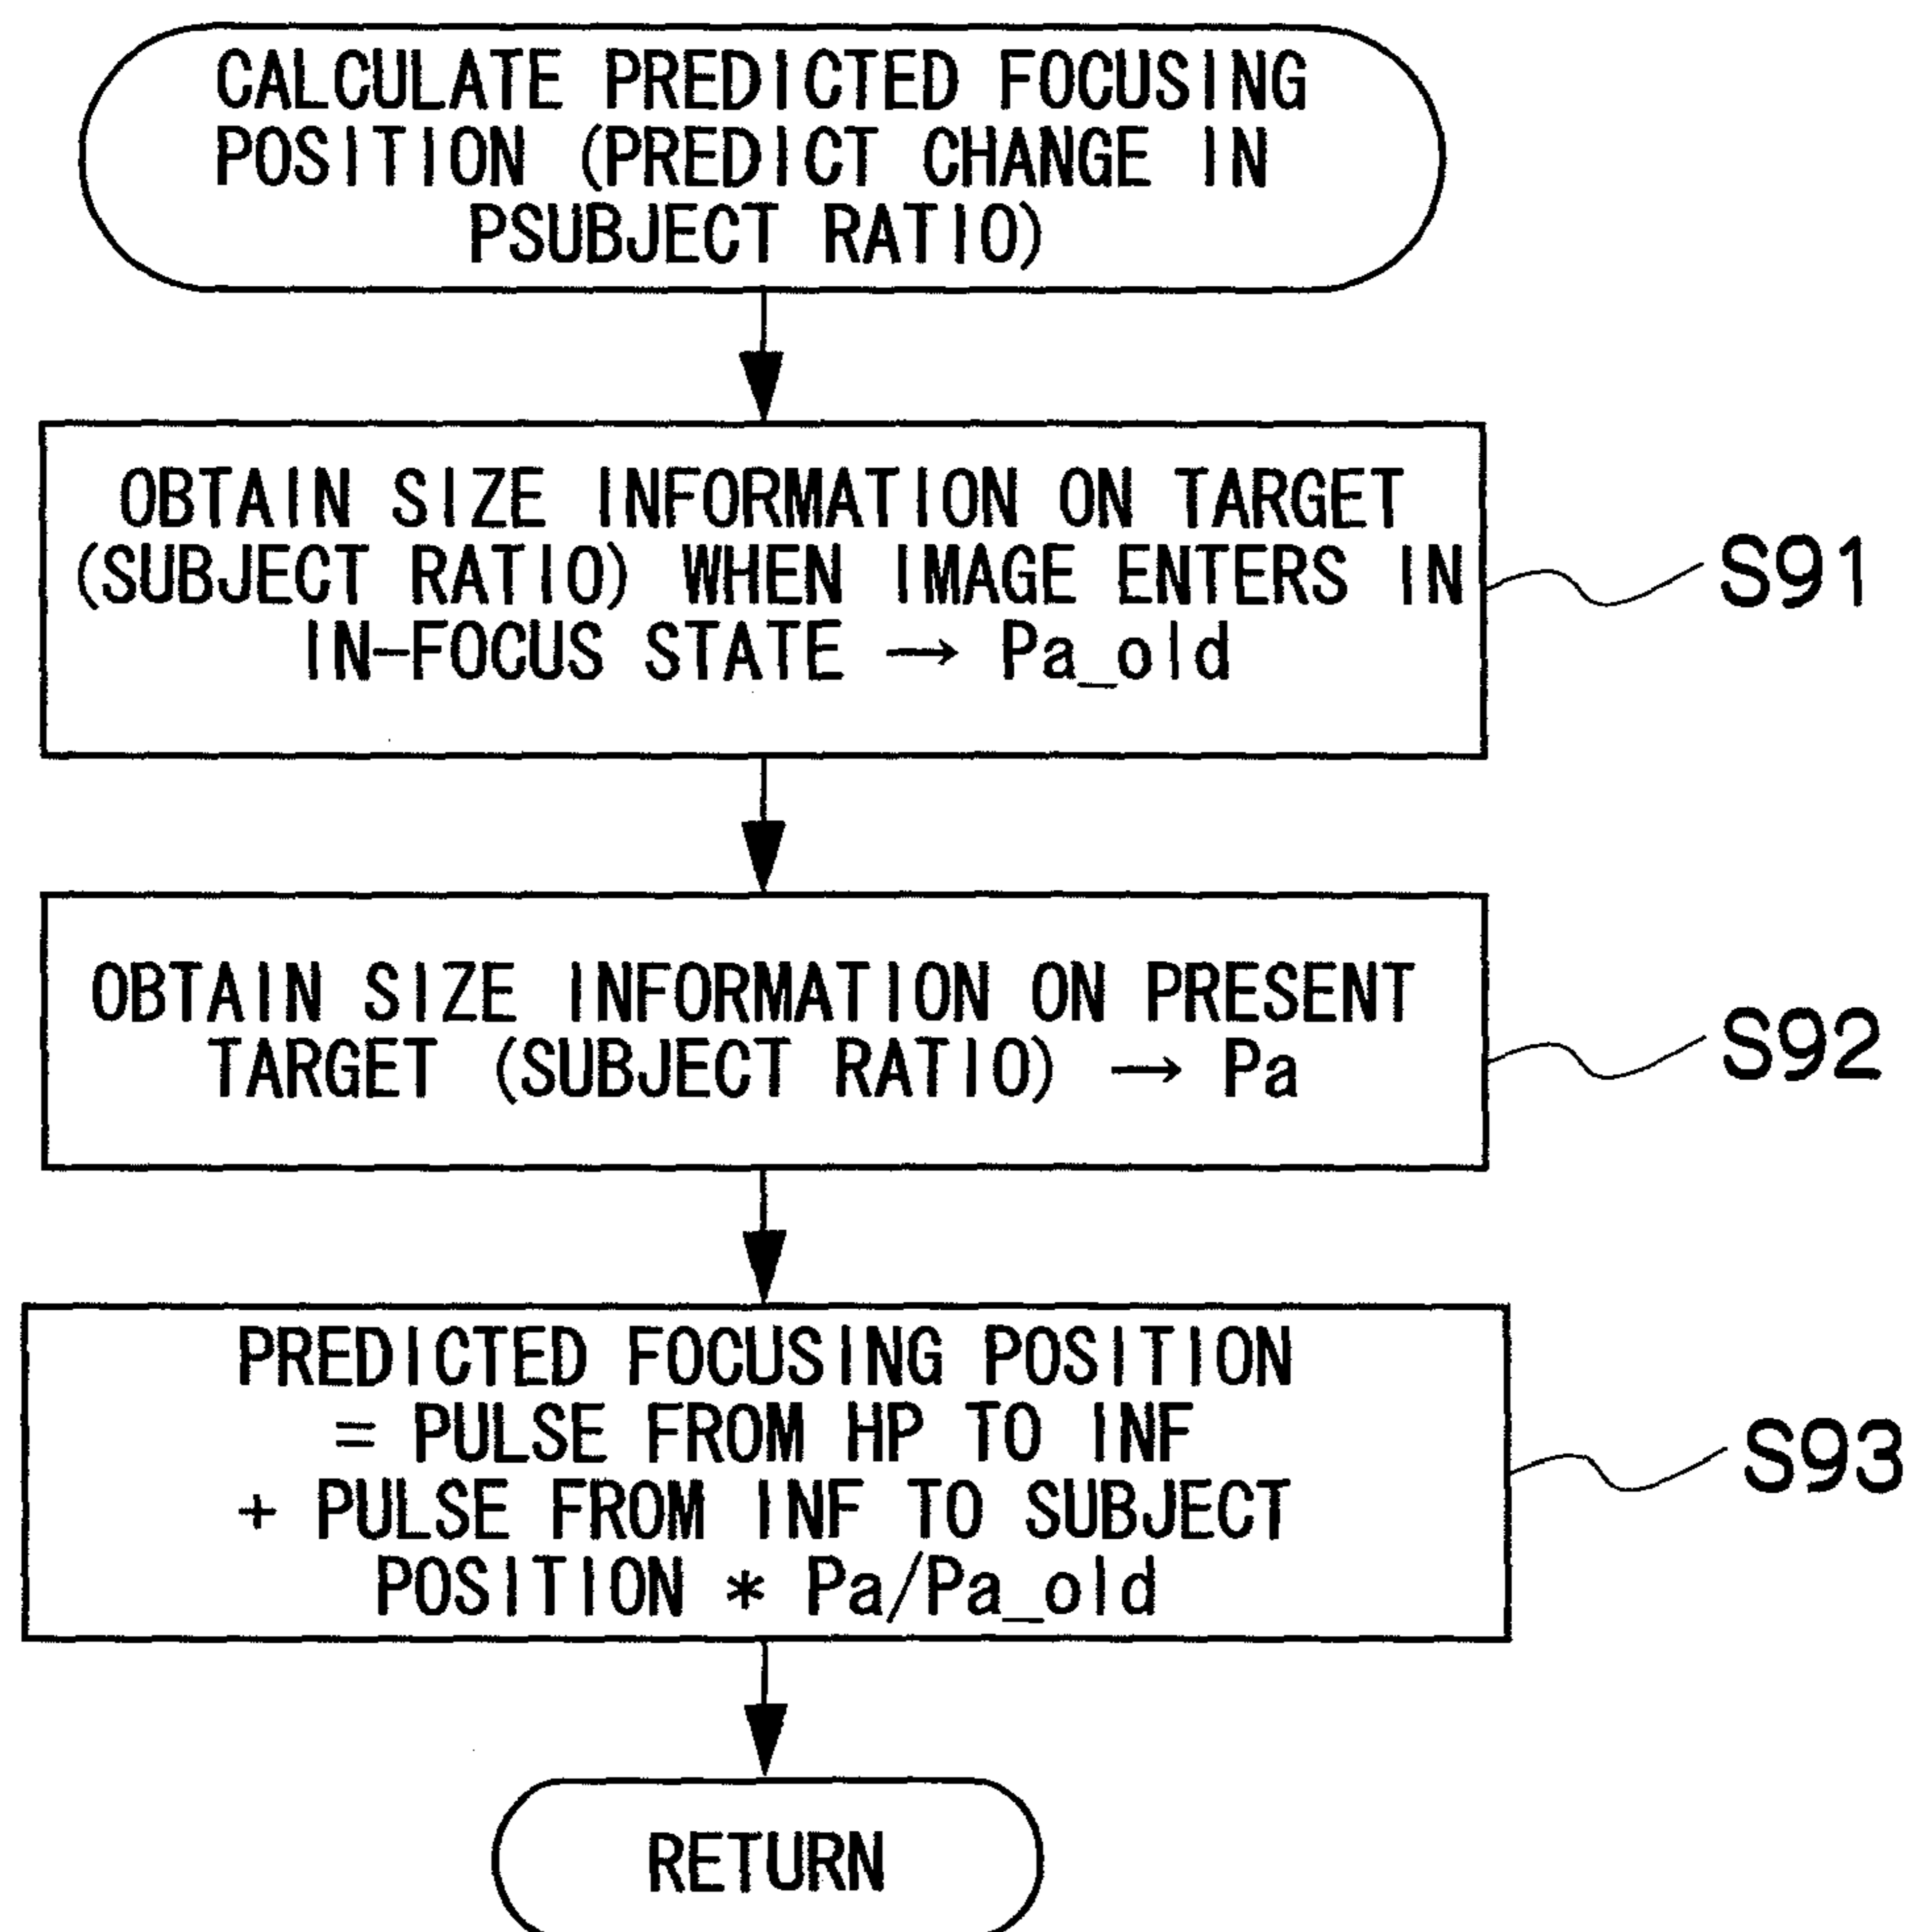 CALCULATE PREDICTED FOCUSING
POSITION (PREDICT CHANGE IN
PSUBJECT RATIO)
OBTAIN SIZE INFORMATION ON TARGET
(SUBJECT RATIO) WHEN IMAGE ENTERS IN
IN-FOCUS STATE → Pa_old
S91
OBTAIN SIZE INFORMATION ON PRESENT
TARGET (SUBJECT RATIO) → Pa
S92
PREDICTED FOCUSING POSITION
= PULSE FROM HP TO INF
+ PULSE FROM INF TO SUBJECT
POSITION * Pa/Pa_old
S93
RETURN